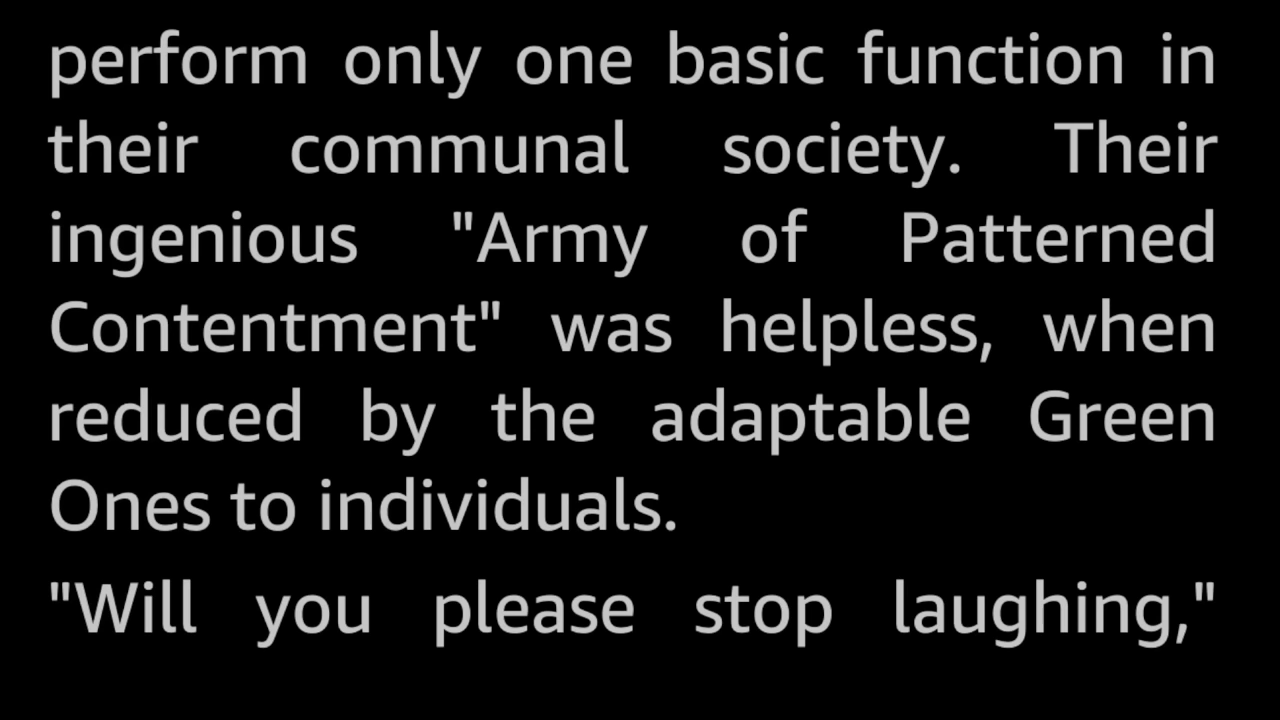 perform only one basic function in
their communal society. Their
ingenious "Army of Patterned
Contentment" was helpless, when
reduced by the adaptable Green
Ones to individuals.
"Will you please stop laughing,"